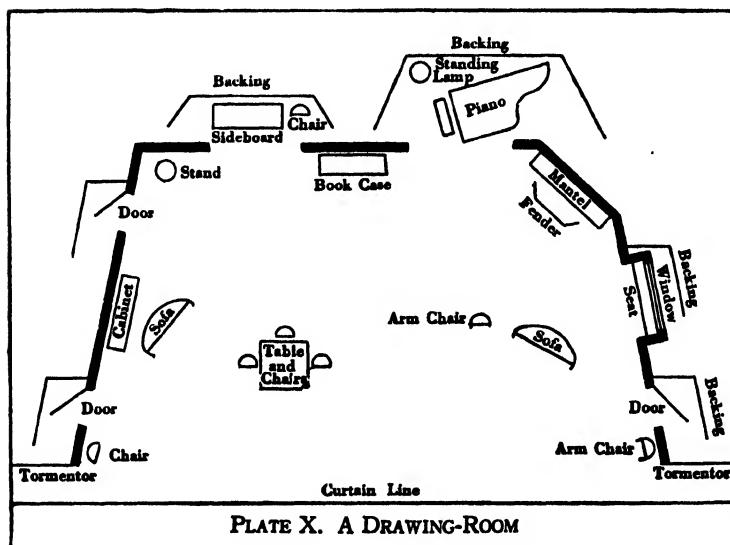 Backing
Standing
Lamp
Piano
Backing
Chair
Sideboard
Stand
Book Case
Mantel
Fender
Door
Backing
Window
Seat
Cabinet
Sofa
Arm Chair
Sofa
Table
and
Chairs
Door
Door
Backing
Chair
Arm Chair
Tormentor
Tormentor
Curtain Line
PLATE X. A DRAWING-ROOM